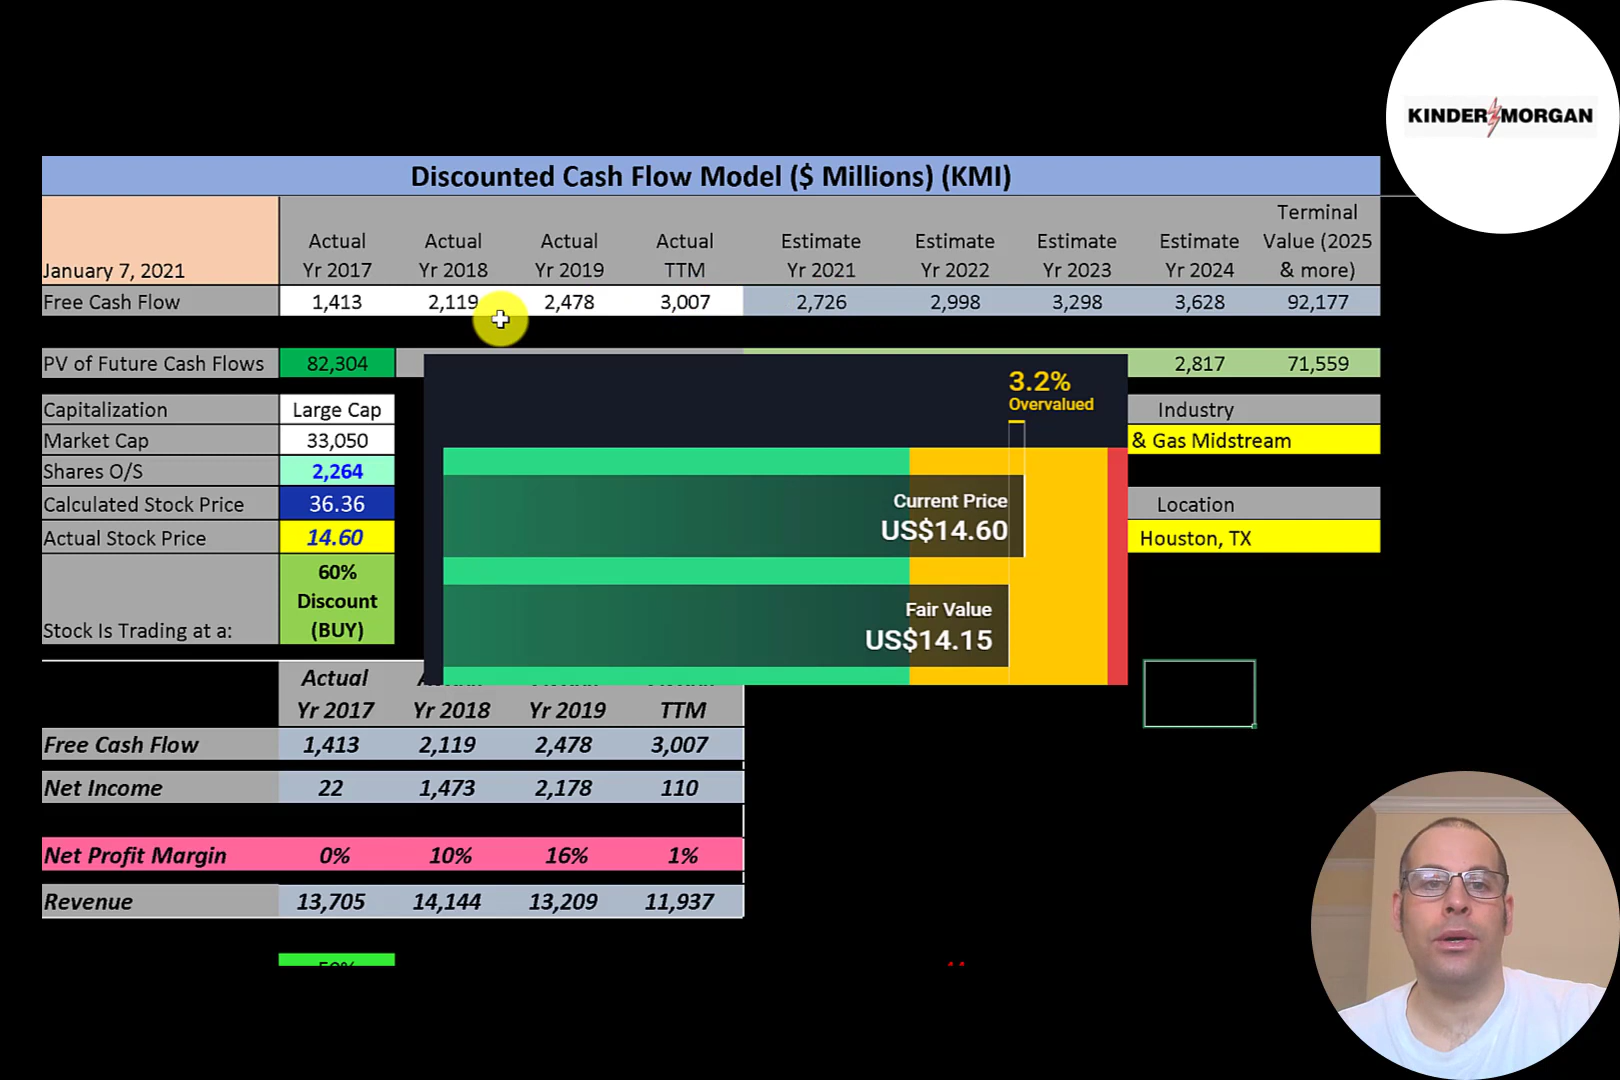 KINDER MORGAN
Discounted Cash Flow Model ($ Millions) (KMI)
January 7, 2021 Actual Yr 2017 Actual Yr 2018 Actual Yr 2019 Actual TTM Estimate Yr 2021 Estimate Yr 2022 Estimate Yr 2023 Estimate Yr 2024 Terminal Value (2025 & more)
Free Cash Flow 1,413 2,119 2,478 3,007 2,726 2,998 3,298 3,628 92,177
PV of Future Cash Flows 82,304 2,817 71,559
3.2%
Overvalued
Capitalization Large Cap Industry
Market Cap 33,050 & Gas Midstream
Shares O/S 2,264
Calculated Stock Price 36.36 Location
Actual Stock Price 14.60 Houston, TX
Current Price
US$14.60
Fair Value
US$14.15
Stock Is Trading at a: 60% Discount (BUY)
Actual Yr 2017 Yr 2018 Yr 2019 TTM
Free Cash Flow 1,413 2,119 2,478 3,007
Net Income 22 1,473 2,178 110
Net Profit Margin 0% 10% 16% 1%
Revenue 13,705 14,144 13,209 11,937